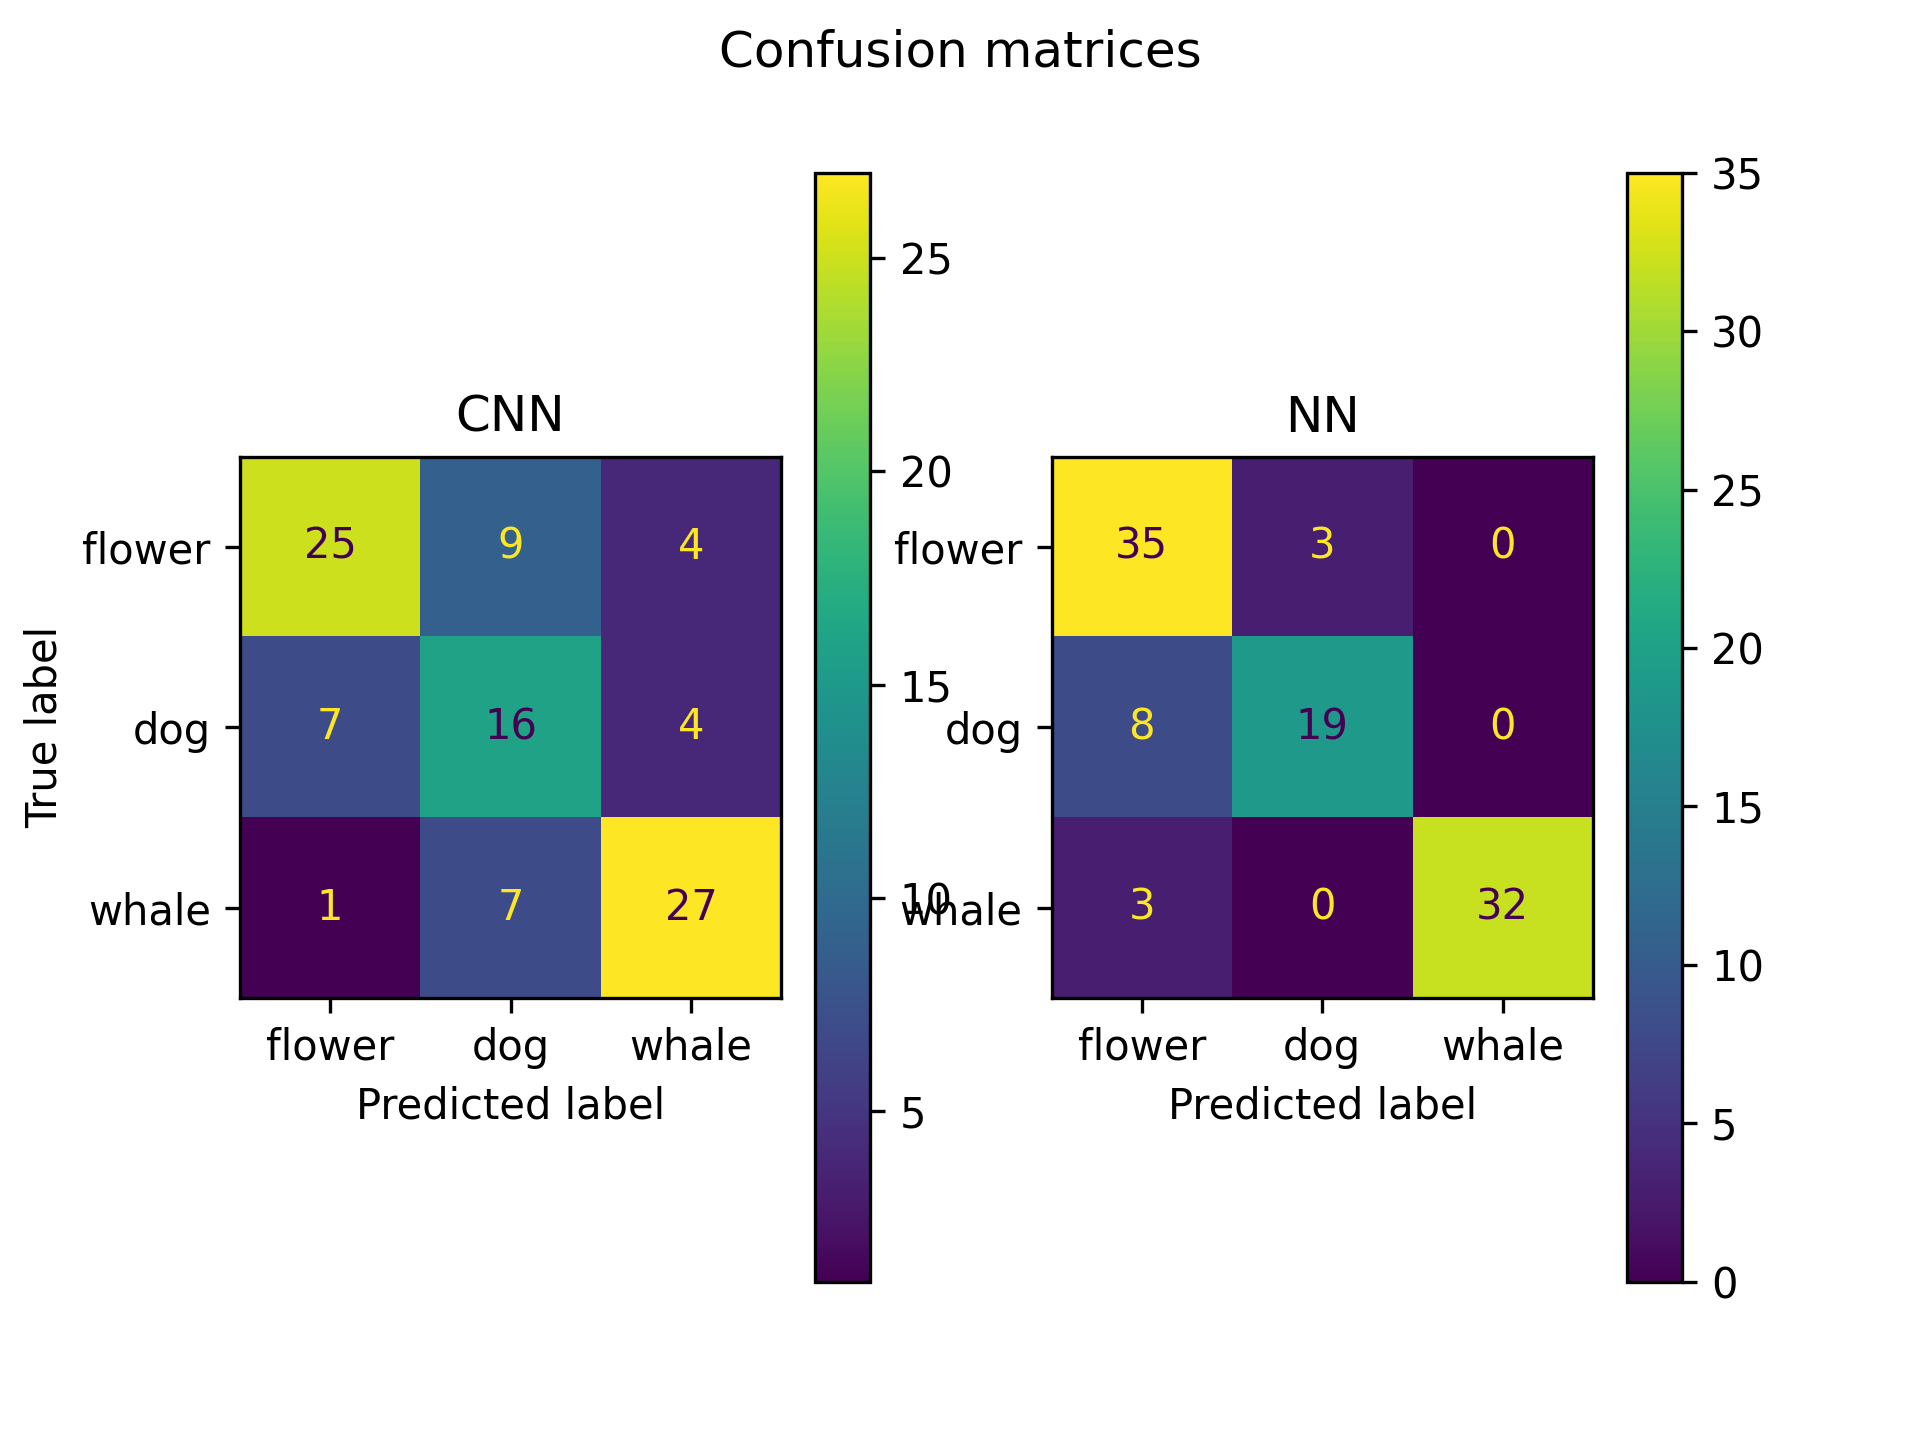 Confusion matrices
CNN
True label
flower 25 9 4
dog 7 16 4
whale 1 7 27
flower dog whale
Predicted label
25
20
15
10
5
NN
flower 35 3 0
dog 8 19 0
whale 3 0 32
flower dog whale
Predicted label
35
30
25
20
15
10
5
0